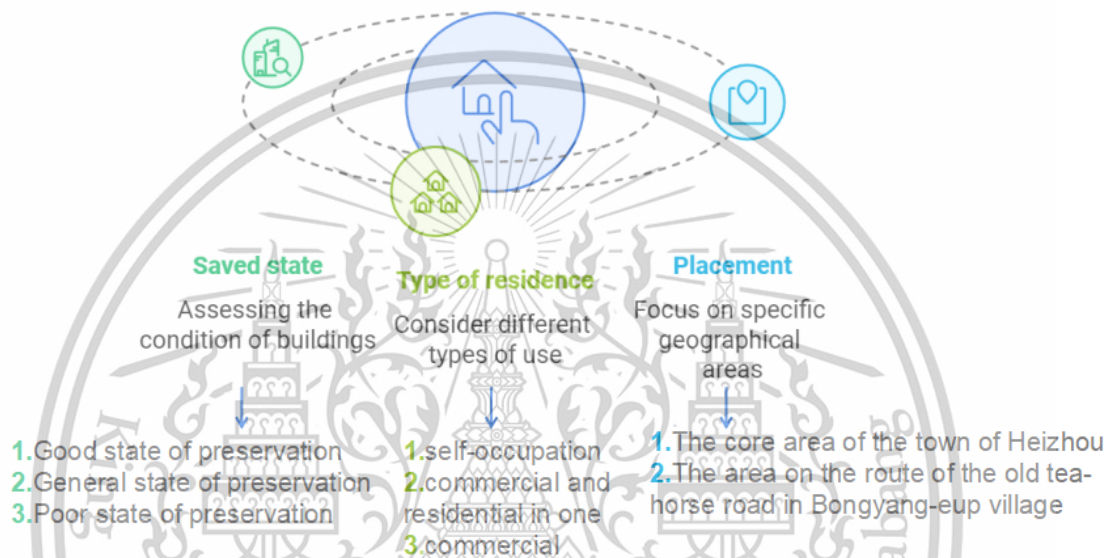 Saved state
Assessing the
condition of buildings
1.Good state of preservation
2.General state of preservation
3.Poor state of preservation
Type of residence
Consider different
types of use
1.self-occupation
2.commercial and
residential in one
3.commercial
Placement
Focus on specific
geographical
areas
1.The core area of the town of Heizhou
2.The area on the route of the old tea-
horse road in Bongyang-eup village
King
abang